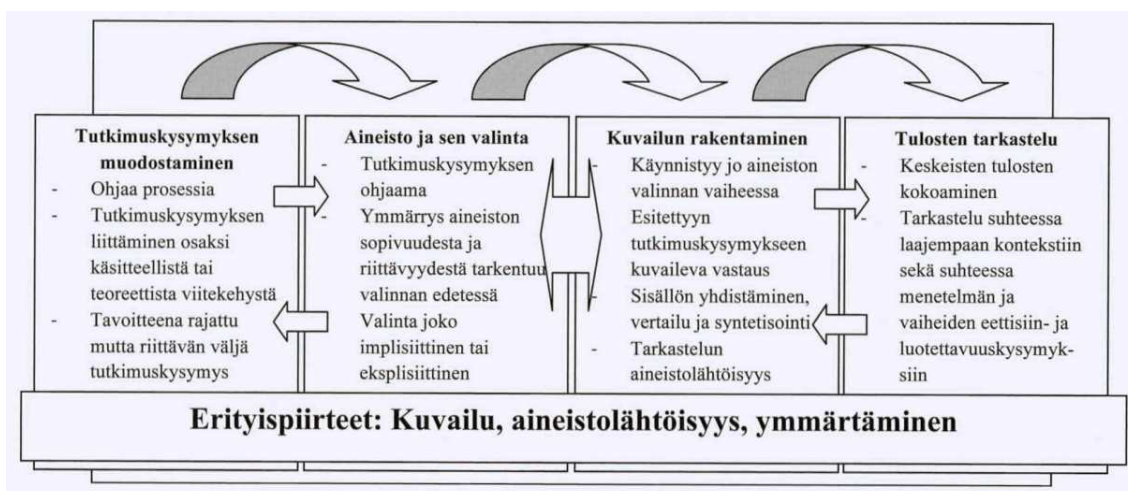 Tutkimuskysymyksen
muodostaminen
- Ohjaa prosessia
- Tutkimuskysymyksen
liittäminen osaksi
käsitteellistä tai
teoreettista viitekehystä
- Tavoitteena rajattu
mutta riittävän väljä
tutkimuskysymys
Aineisto ja sen valinta
- Tutkimuskysymyksen
ohjaama
- Ymmärrys aineiston
sopivuudesta ja
riittävyydestä tarkentuu
valinnan edetessä
- Valinta joko
implisiittinen tai
eksplisiittinen
Kuvailun rakentaminen
- Käynnistyy jo aineiston
valinnan vaiheessa
Esitettyyn
tutkimuskysymykseen
kuvaileva vastaus
- Sisällön yhdistäminen,
vertailu ja syntetisointi
- Tarkastelun
aineistolähtöisyys
Tulosten tarkastelu
- Keskeisten tulosten
kokoaminen
- Tarkastelu suhteessa
laajempaan kontekstiin
sekä suhteessa
menetelmän ja
vaiheiden eettisiin- ja
luotettavuuskysymyk-
siin
Erityispiirteet: Kuvailu, aineistolähtöisyys, ymmärtäminen